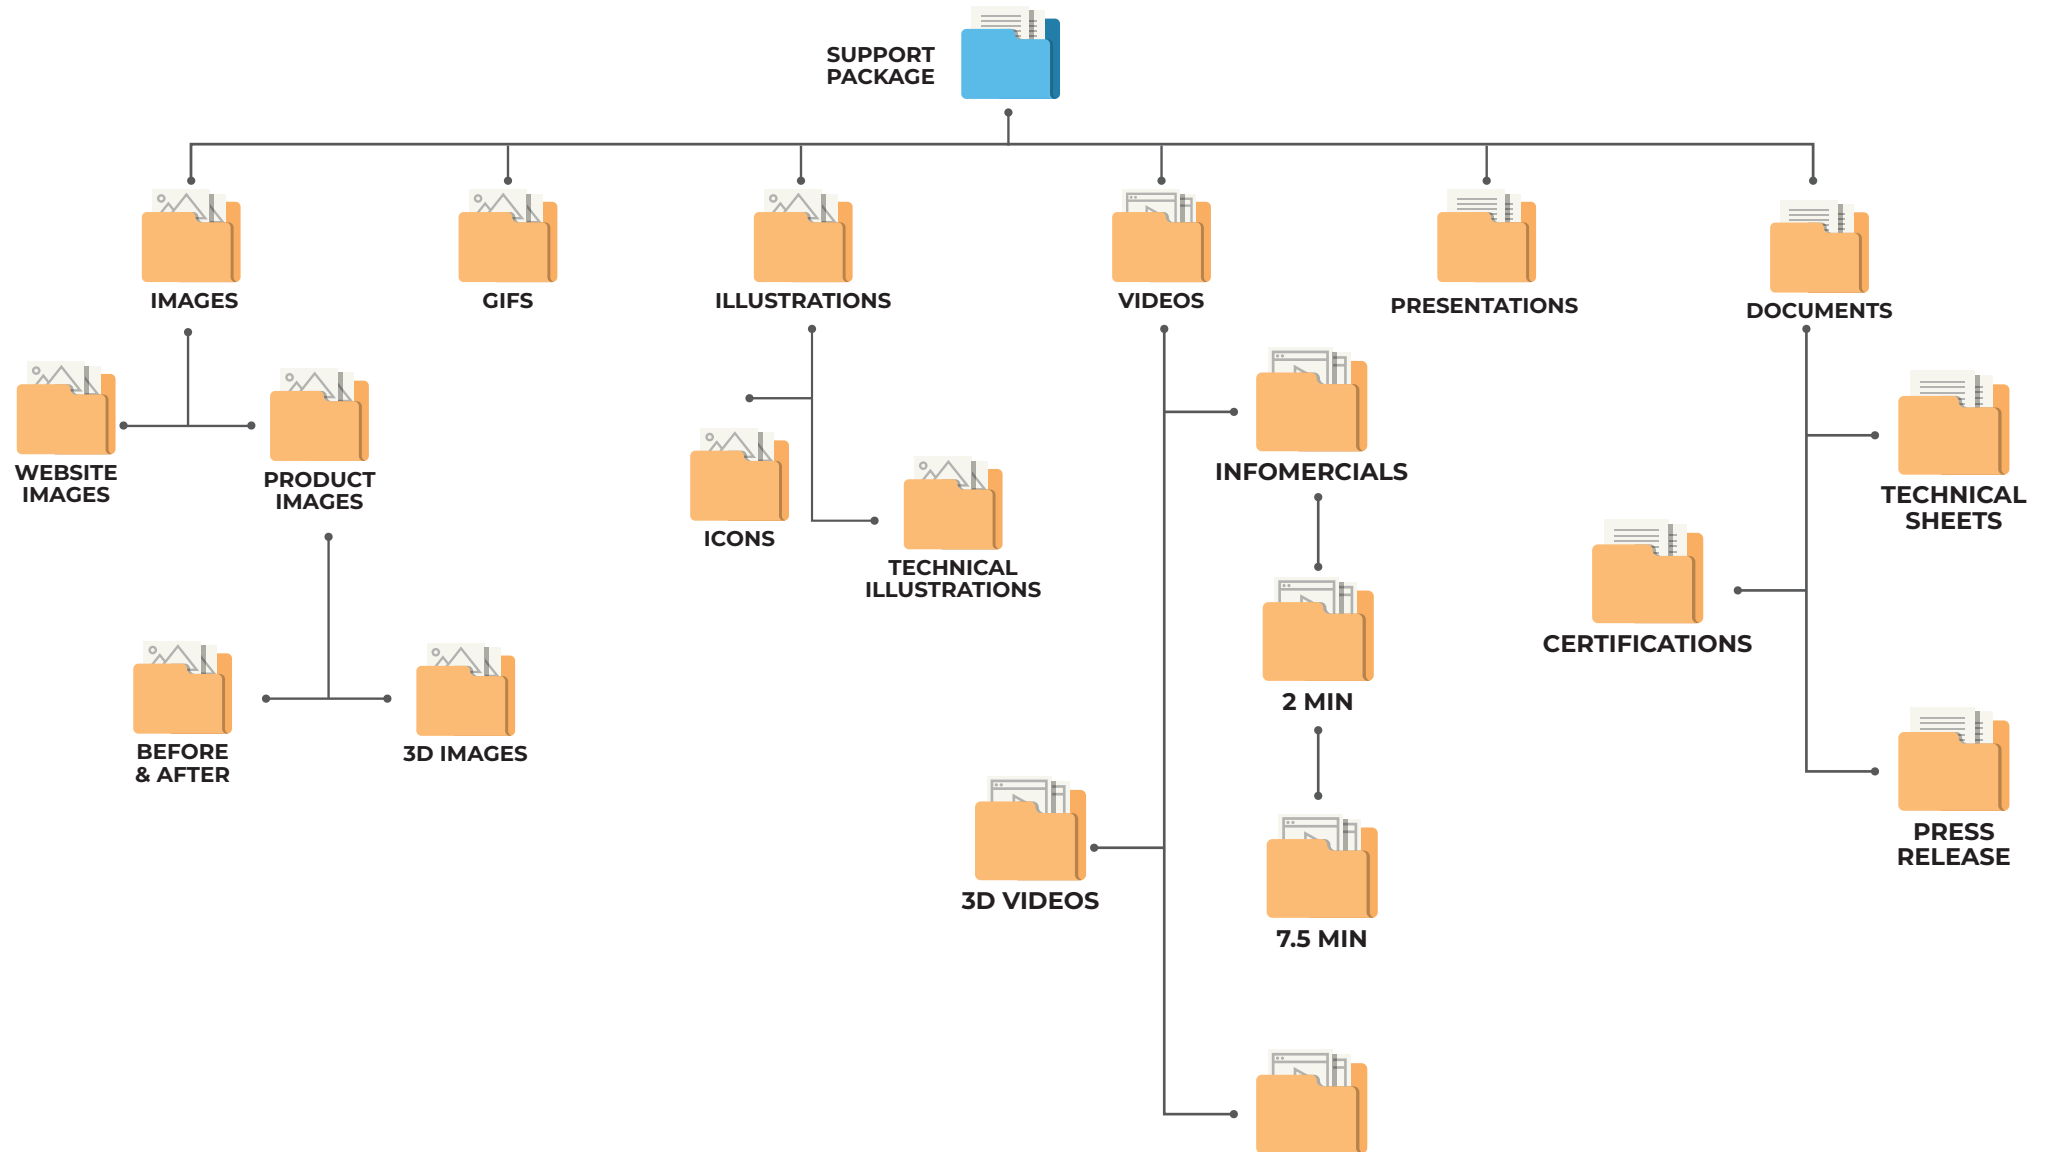 SUPPORT
PACKAGE
IMAGES
GIFS
ILLUSTRATIONS
VIDEOS
PRESENTATIONS
DOCUMENTS
WEBSITE
IMAGES
PRODUCT
IMAGES
ICONS
TECHNICAL
ILLUSTRATIONS
INFOMERCIALS
TECHNICAL
SHEETS
CERTIFICATIONS
2 MIN
BEFORE
& AFTER
3D IMAGES
3D VIDEOS
7.5 MIN
PRESS
RELEASE